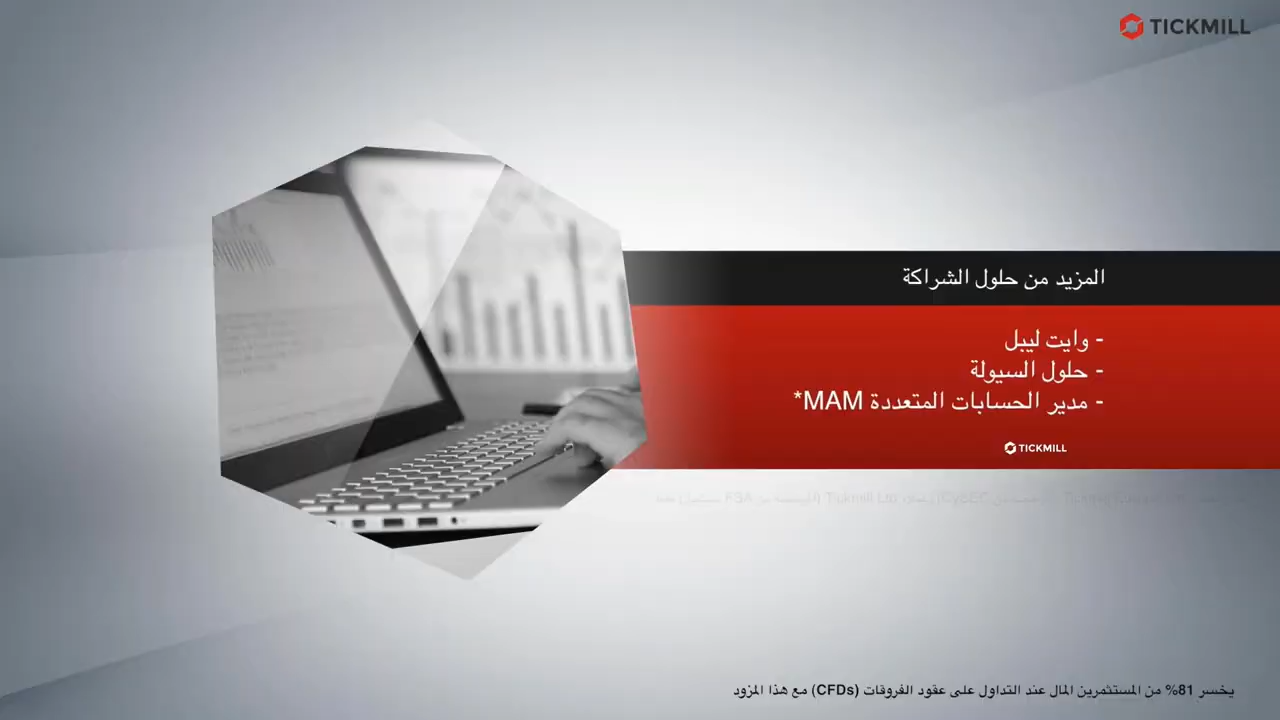 TICKMILL
المزيد من حلول الشراكة
- وايت ليبل
- حلول السيولة
- مدير الحسابات المتعددة MAM*
TICKMILL
يخسر 81% من المستثمرين المال عند التداول على عقود الفروقات (CFDs) مع هذا المزود